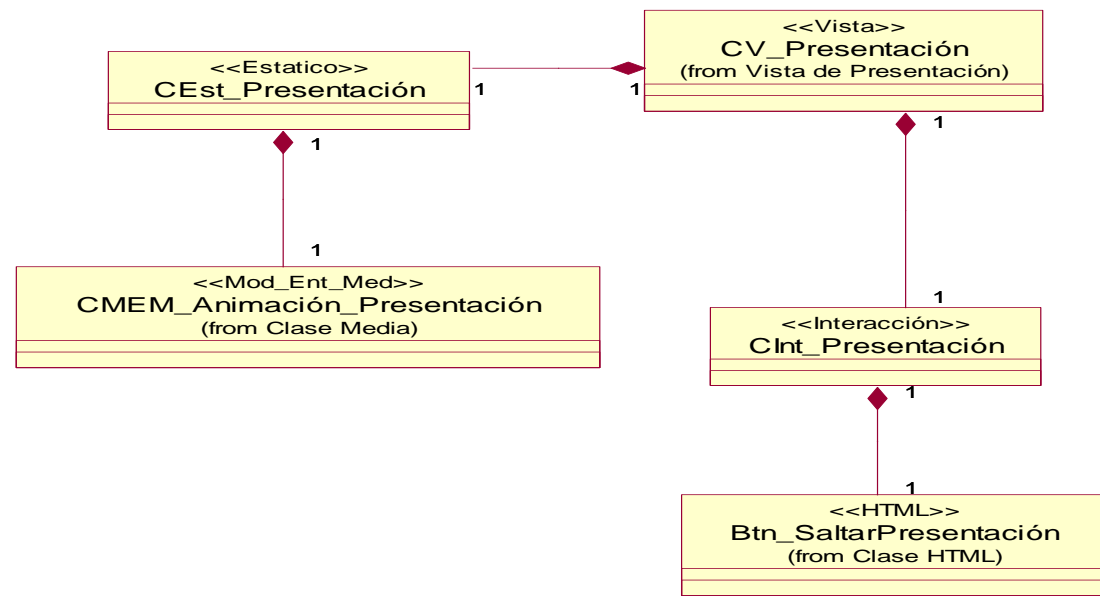 <<Vista>>
CV_Presentación
(from Vista de Presentación)
<<Estatico>>
CEst_Presentación
1
1
1
1
1
1
<<Mod_Ent_Med>>
CMEM_Animación_Presentación
(from Clase Media)
<<Interacción>>
CInt_Presentación
1
1
<<HTML>>
Btn_SaltarPresentación
(from Clase HTML)